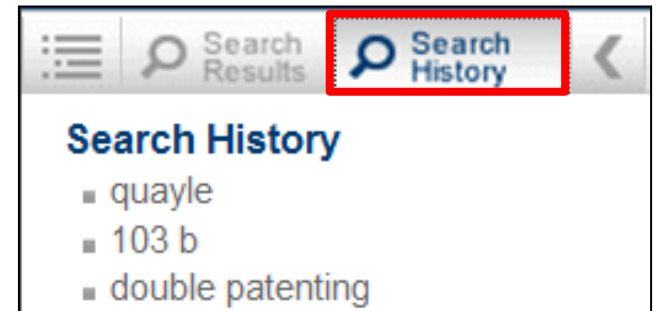 Search Results
Search History
Search History
quayle
103 b
double patenting